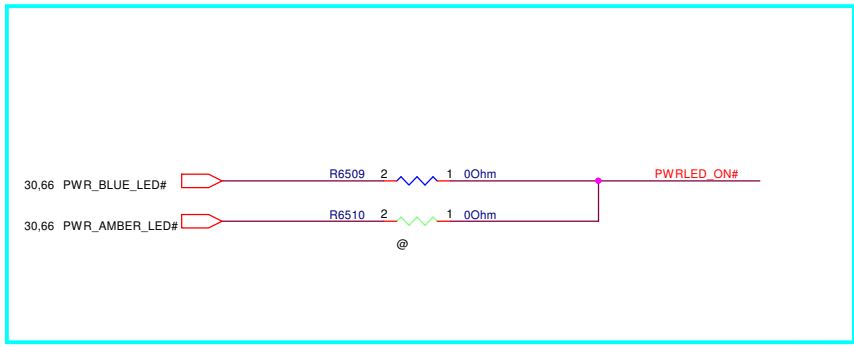 R6509 2 1 0Ohm PWRLED_ON#
30,66 PWR_BLUE_LED#
R6510 2 1 0Ohm
30,66 PWR_AMBER_LED#
@